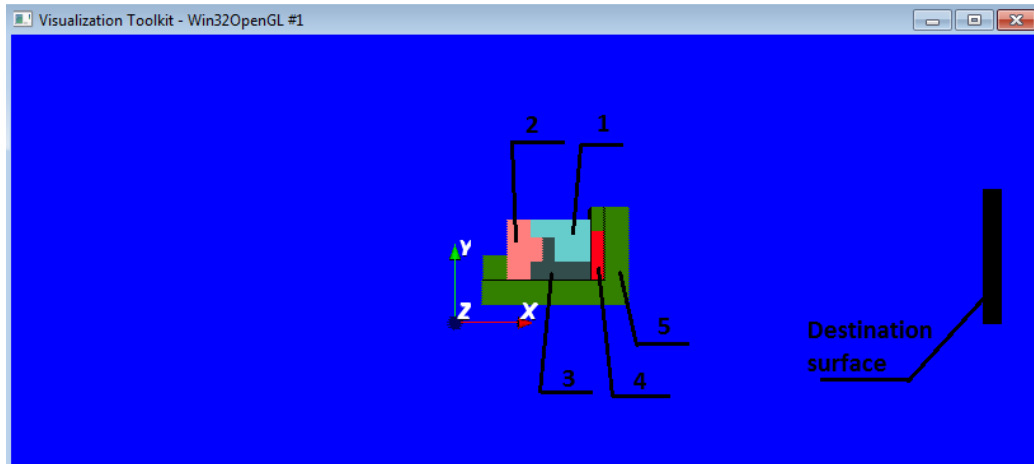 Visualization Toolkit - Win32OpenGL #1
2
1
Y
Z
X
5
3
4
Destination
surface